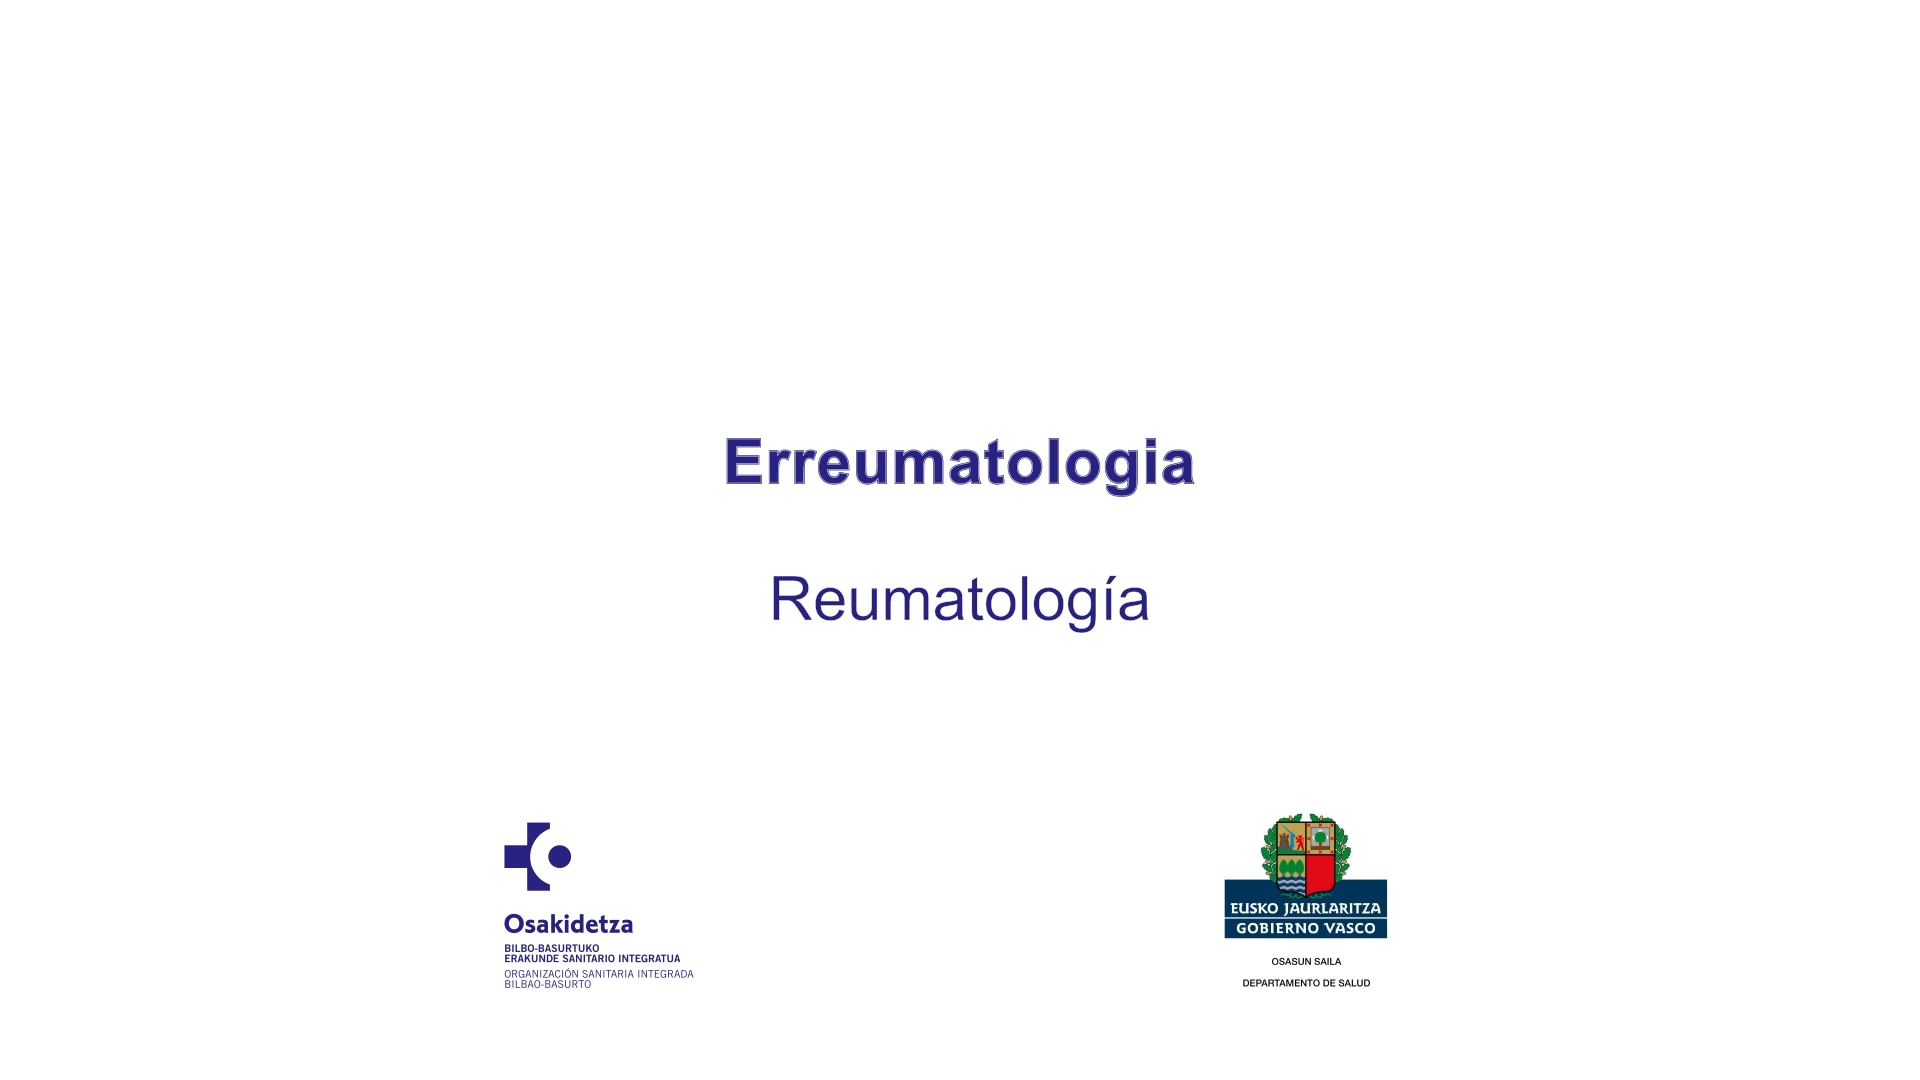 Erreumatologia
Reumatología
Osakidetza
BILBO-BASURTUKO
ERAKUNDE SANITARIO INTEGRATUA
ORGANIZACIÓN SANITARIA INTEGRADA
BILBAO-BASURTO
EUSKO JAURLARITZA
GOBIERNO VASCO
OSASUN SAILA
DEPARTAMENTO DE SALUD